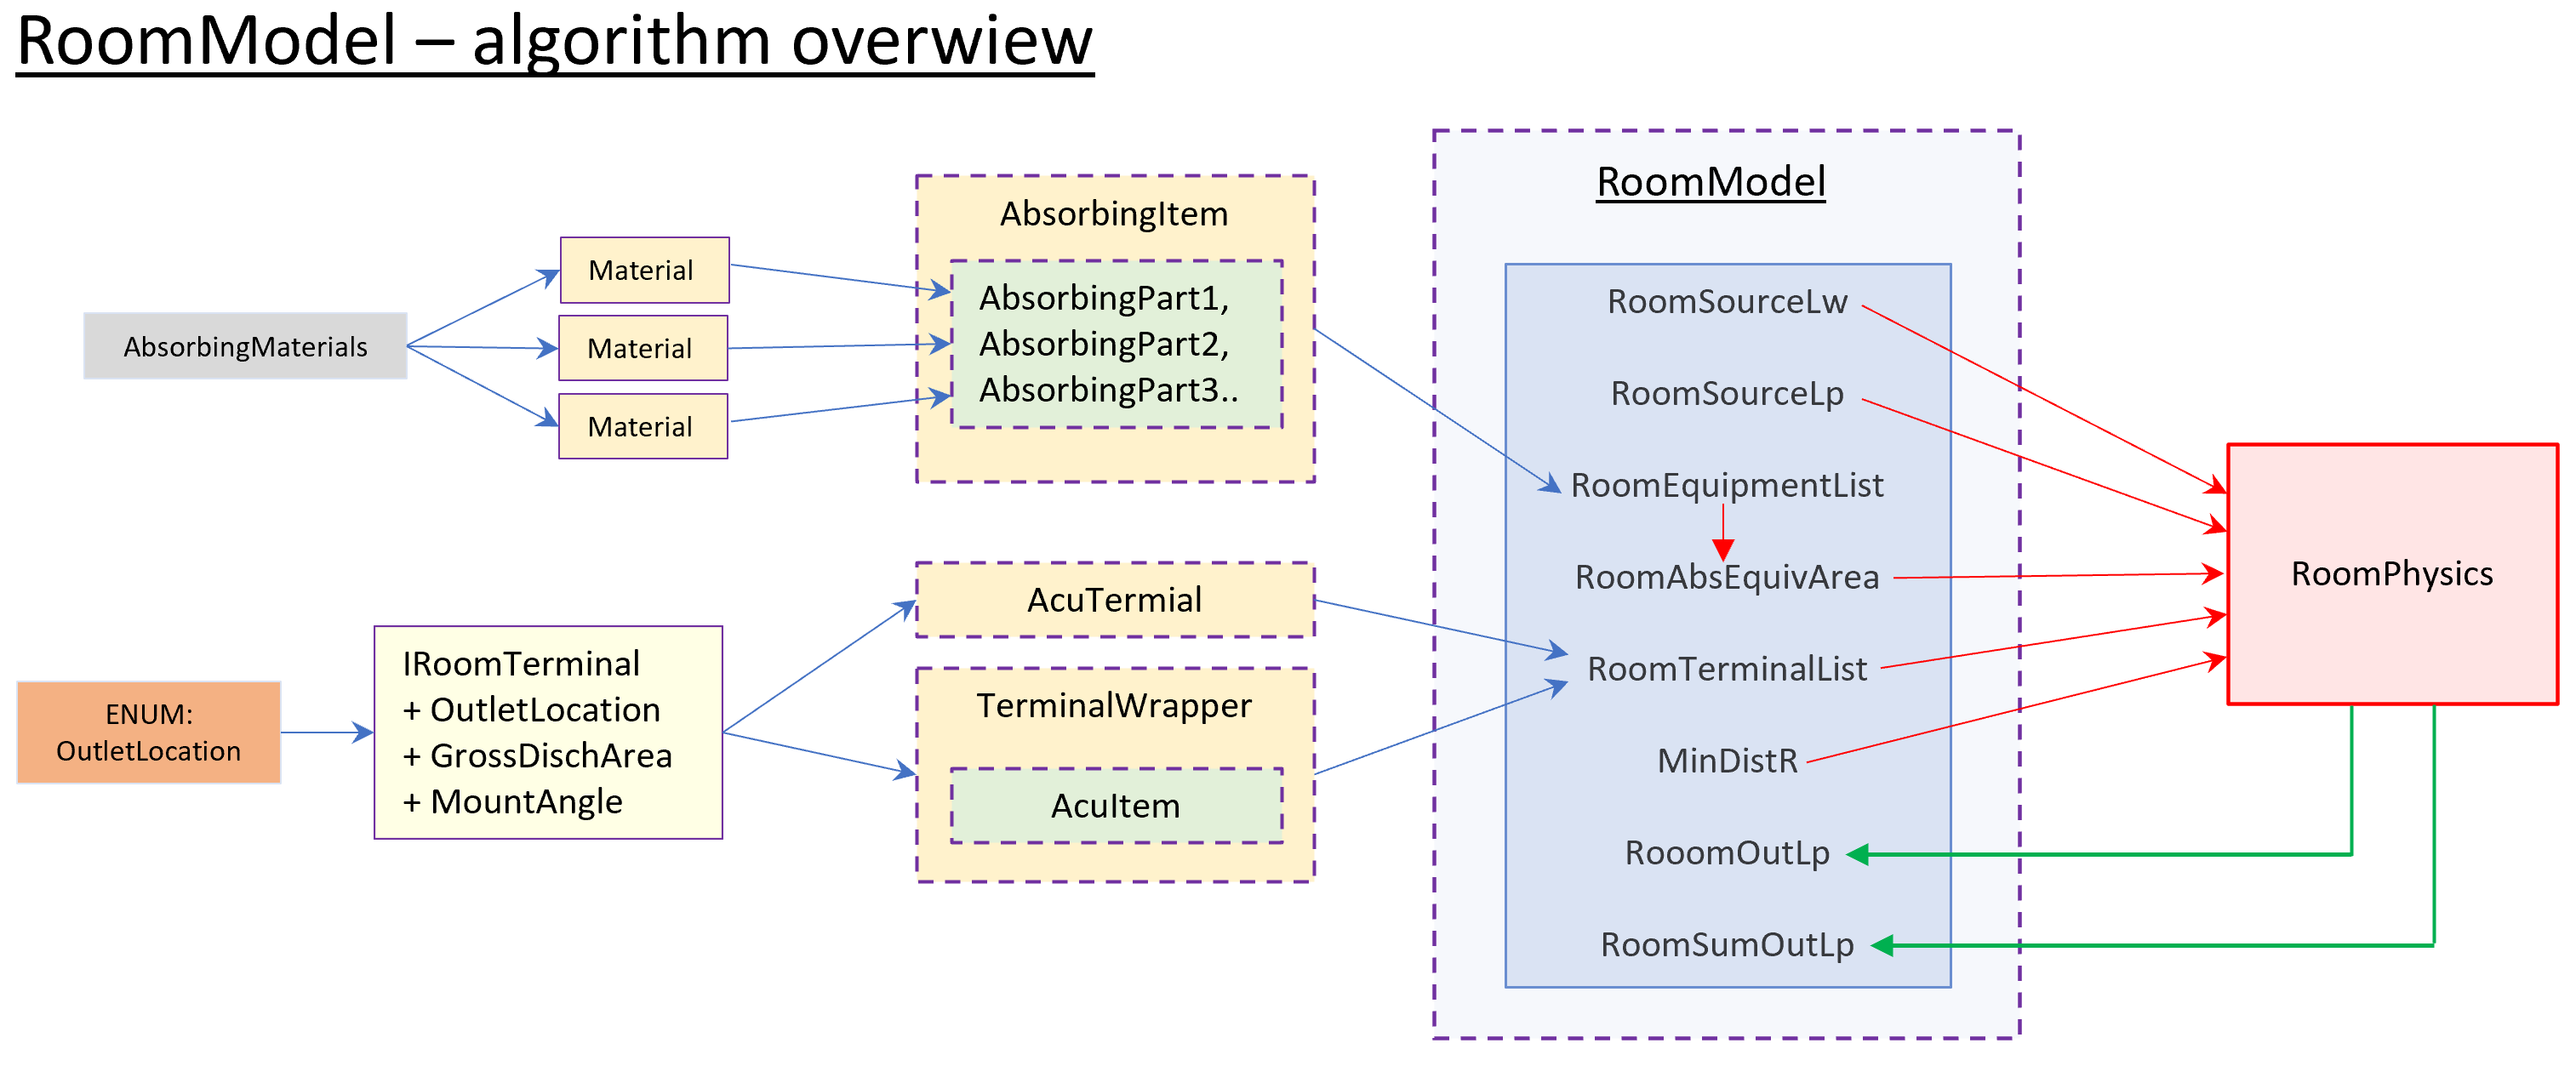 RoomModel – algorithm overwiew
AbsorbingMaterials
Material
Material
Material
AbsorbingItem
AbsorbingPart1,
AbsorbingPart2,
AbsorbingPart3..
ENUM:
OutletLocation
IRoomTerminal
+ OutletLocation
+ GrossDischArea
+ MountAngle
AcuTermial
TerminalWrapper
AcuItem
RoomModel
RoomSourceLw
RoomSourceLp
RoomEquipmentList
RoomAbsEquivArea
RoomTerminalList
MinDistR
RooomOutLp
RoomSumOutLp
RoomPhysics